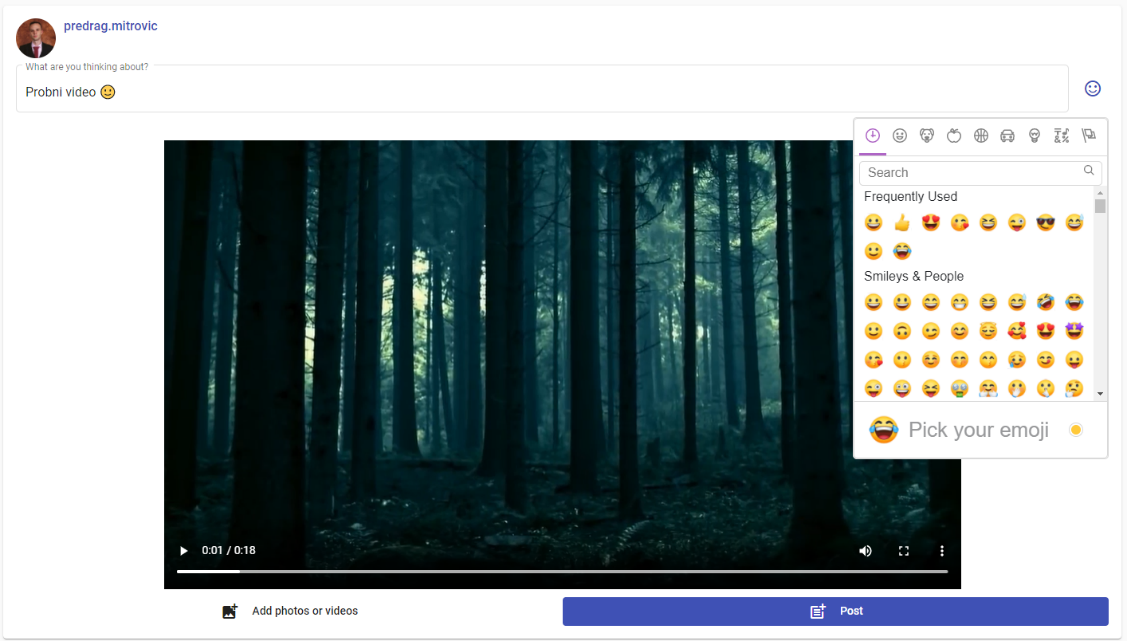 predrag.mitrovic
What are you thinking about?
Probni video 🙂
Search
Frequently Used
Smileys & People
Pick your emoji
0:01 / 0:18
Add photos or videos
Post